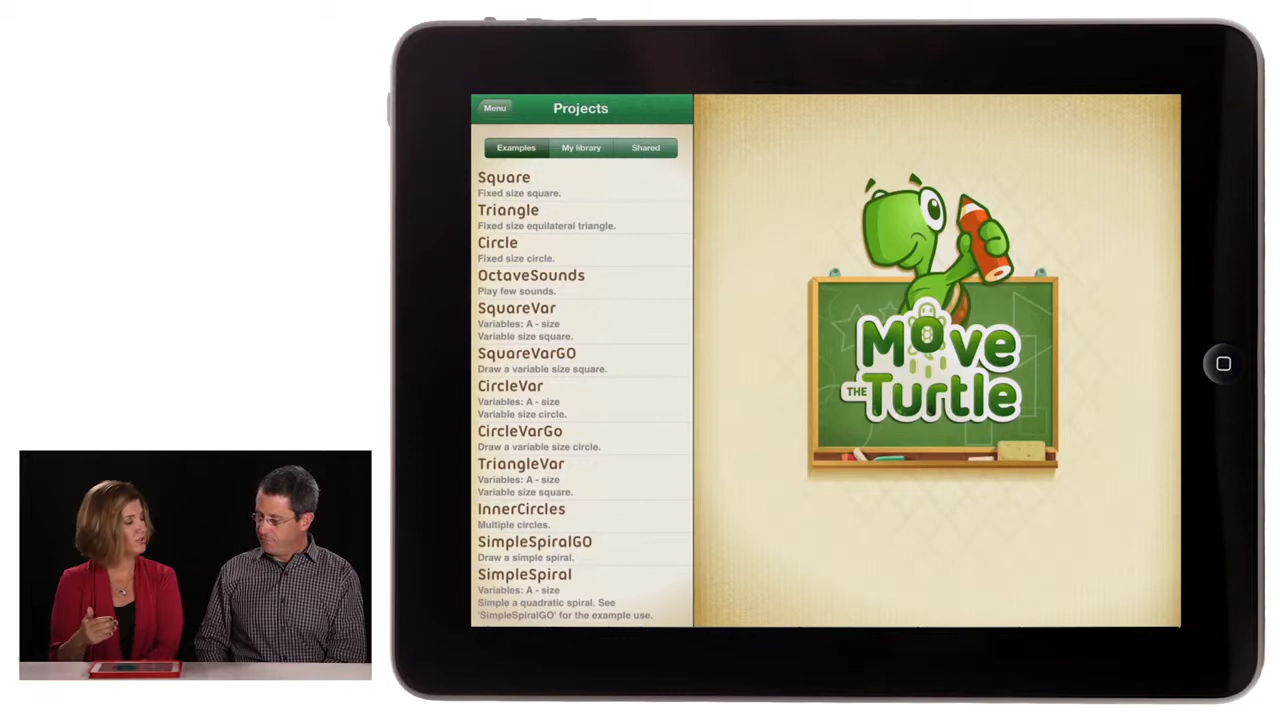 Menu
Projects
Examples
My library
Shared
Square
Fixed size square.
Triangle
Fixed size equilateral triangle.
Circle
Fixed size circle.
OctaveSounds
Play few sounds.
SquareVar
Variables: A - size
Variable size square.
SquareVarGO
Draw a variable size square.
CircleVar
Variables: A - size
Variable size circle.
CircleVarGo
Draw a variable size circle.
TriangleVar
Variables: A - size
Variable size square.
InnerCircles
Multiple circles.
SimpleSpiralGO
Draw a simple spiral.
SimpleSpiral
Variables: A - size
Simple a quadratic spiral. See
'SimpleSpiralGO' for the example use.
Move
THE Turtle